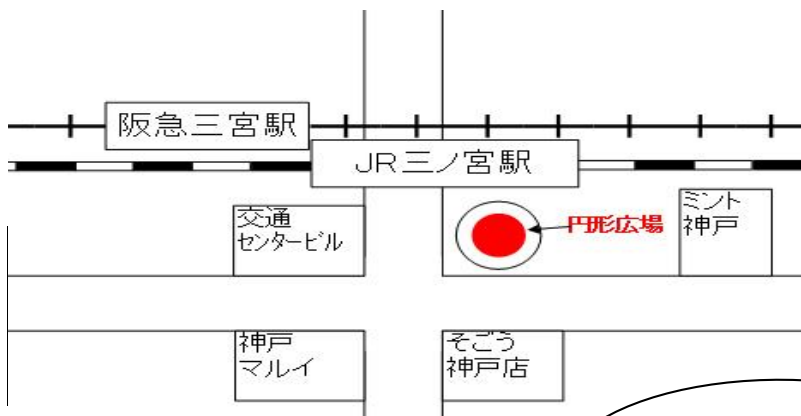 阪急三宮駅
JR三ノ宮駅
交通
センタービル
円形広場
ミント
神戸
神戸
マルイ
そごう
神戸店